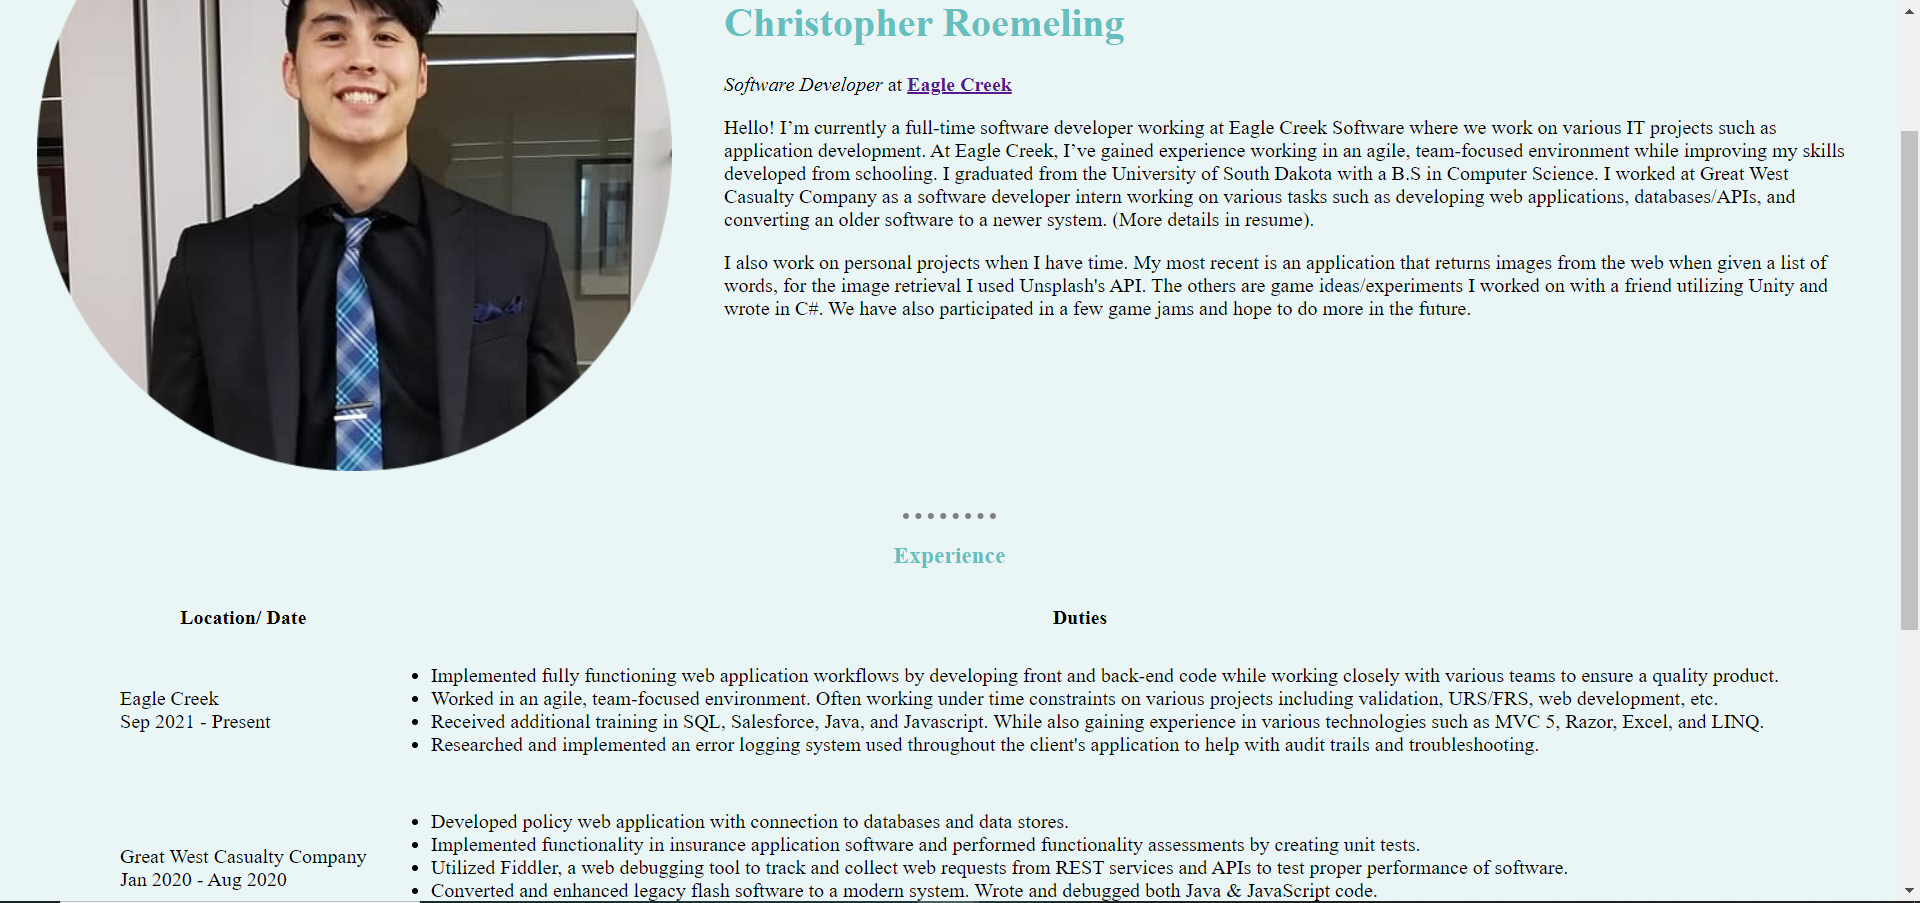 Christopher Roemeling
Software Developer at Eagle Creek
Hello! I’m currently a full-time software developer working at Eagle Creek Software where we work on various IT projects such as
application development. At Eagle Creek, I’ve gained experience working in an agile, team-focused environment while improving my skills
developed from schooling. I graduated from the University of South Dakota with a B.S in Computer Science. I worked at Great West
Casualty Company as a software developer intern working on various tasks such as developing web applications, databases/APIs, and
converting an older software to a newer system. (More details in resume).
I also work on personal projects when I have time. My most recent is an application that returns images from the web when given a list of
words, for the image retrieval I used Unsplash's API. The others are game ideas/experiments I worked on with a friend utilizing Unity and
wrote in C#. We have also participated in a few game jams and hope to do more in the future.
Experience
Location/ Date
Duties
Eagle Creek
Sep 2021 - Present
• Implemented fully functioning web application workflows by developing front and back-end code while working closely with various teams to ensure a quality product.
• Worked in an agile, team-focused environment. Often working under time constraints on various projects including validation, URS/FRS, web development, etc.
• Received additional training in SQL, Salesforce, Java, and Javascript. While also gaining experience in various technologies such as MVC 5, Razor, Excel, and LINQ.
• Researched and implemented an error logging system used throughout the client's application to help with audit trails and troubleshooting.
Great West Casualty Company
Jan 2020 - Aug 2020
• Developed policy web application with connection to databases and data stores.
• Implemented functionality in insurance application software and performed functionality assessments by creating unit tests.
• Utilized Fiddler, a web debugging tool to track and collect web requests from REST services and APIs to test proper performance of software.
• Converted and enhanced legacy flash software to a modern system. Wrote and debugged both Java & JavaScript code.